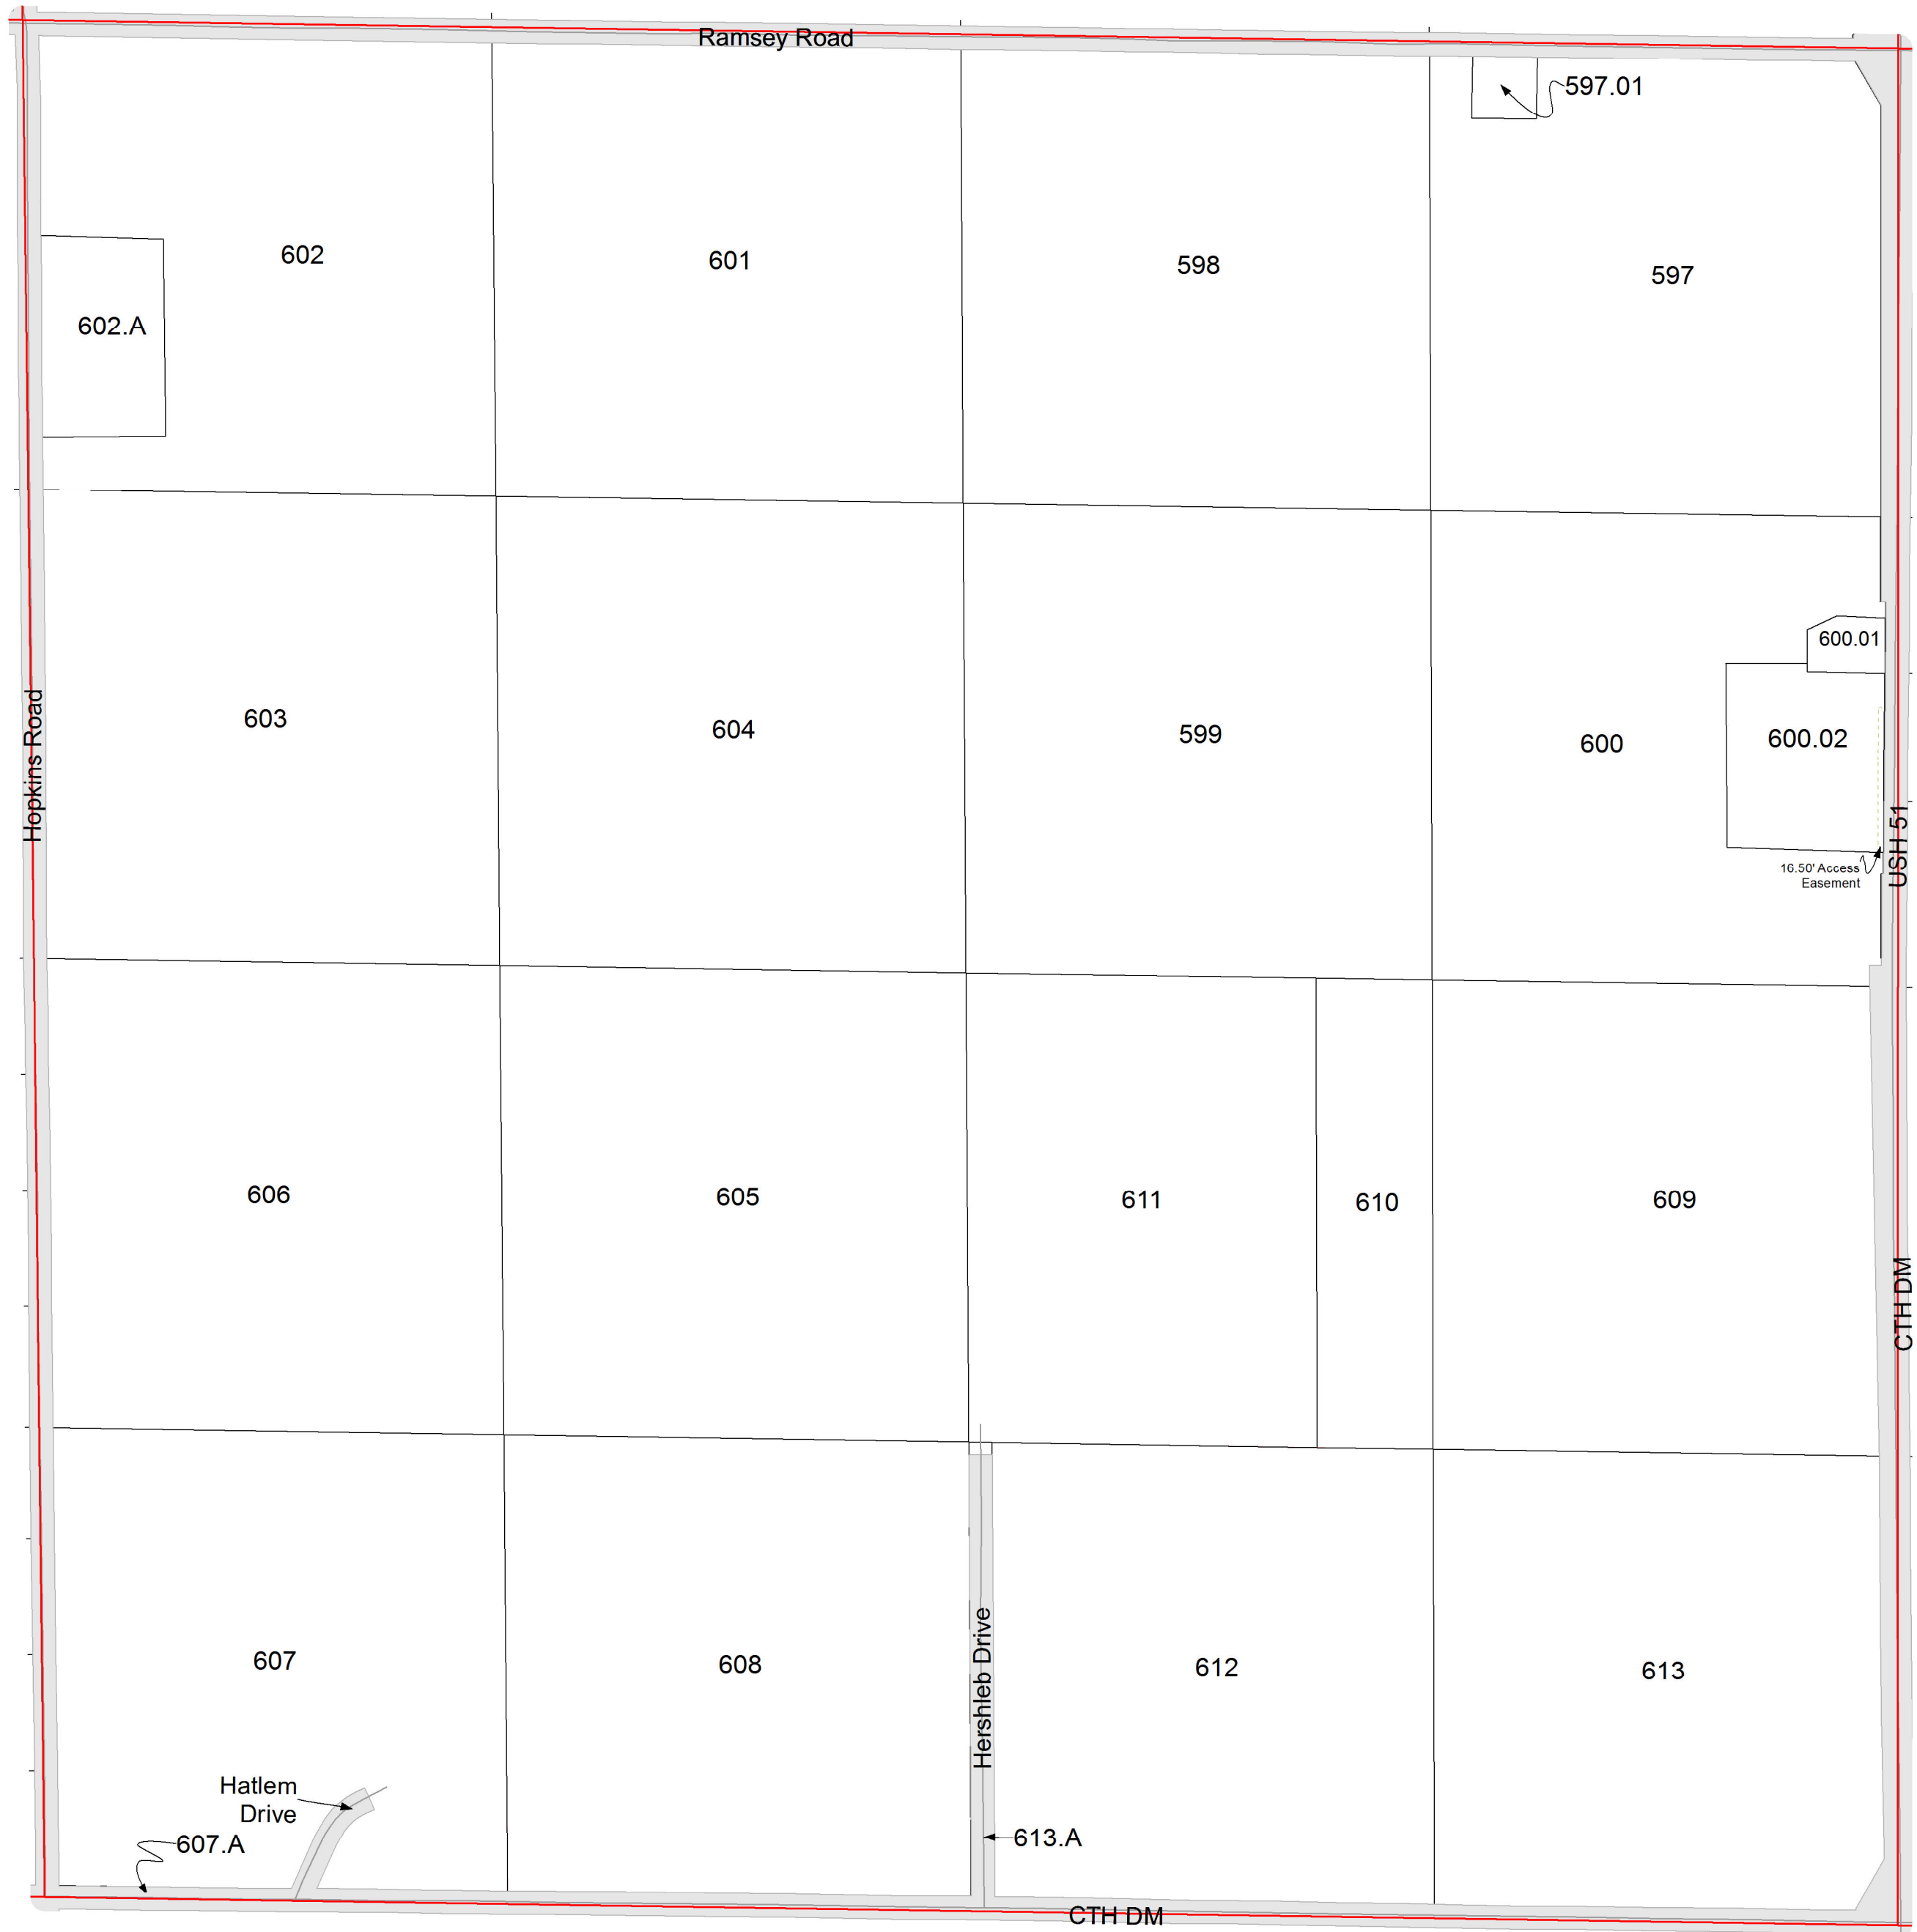 Ramsey Road
597.01
602
601
598
597
602.A
600.01
Hopkins Road
603
604
599
600
600.02
USH 51
16.50' Access
Easement
606
605
611
610
609
CTH DM
607
608
Hershleb Drive
612
613
Hatlem
Drive
607.A
613.A
CTH DM